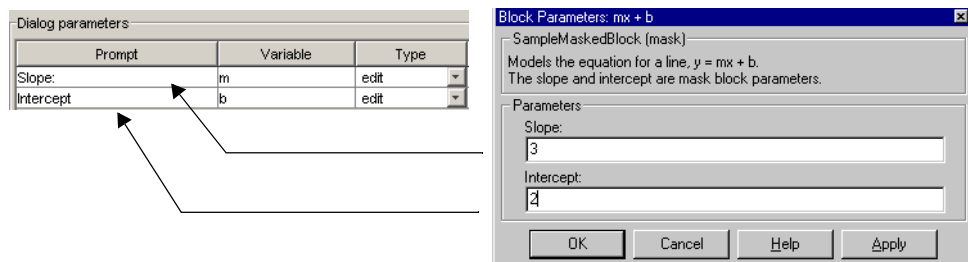 Dialog parameters
Prompt Variable Type
Slope: m edit
Intercept b edit
Block Parameters: mx + b
SampleMaskedBlock (mask)
Models the equation for a line, y = mx + b.
The slope and intercept are mask block parameters.
Parameters
Slope:
3
Intercept:
2
OK Cancel Help Apply